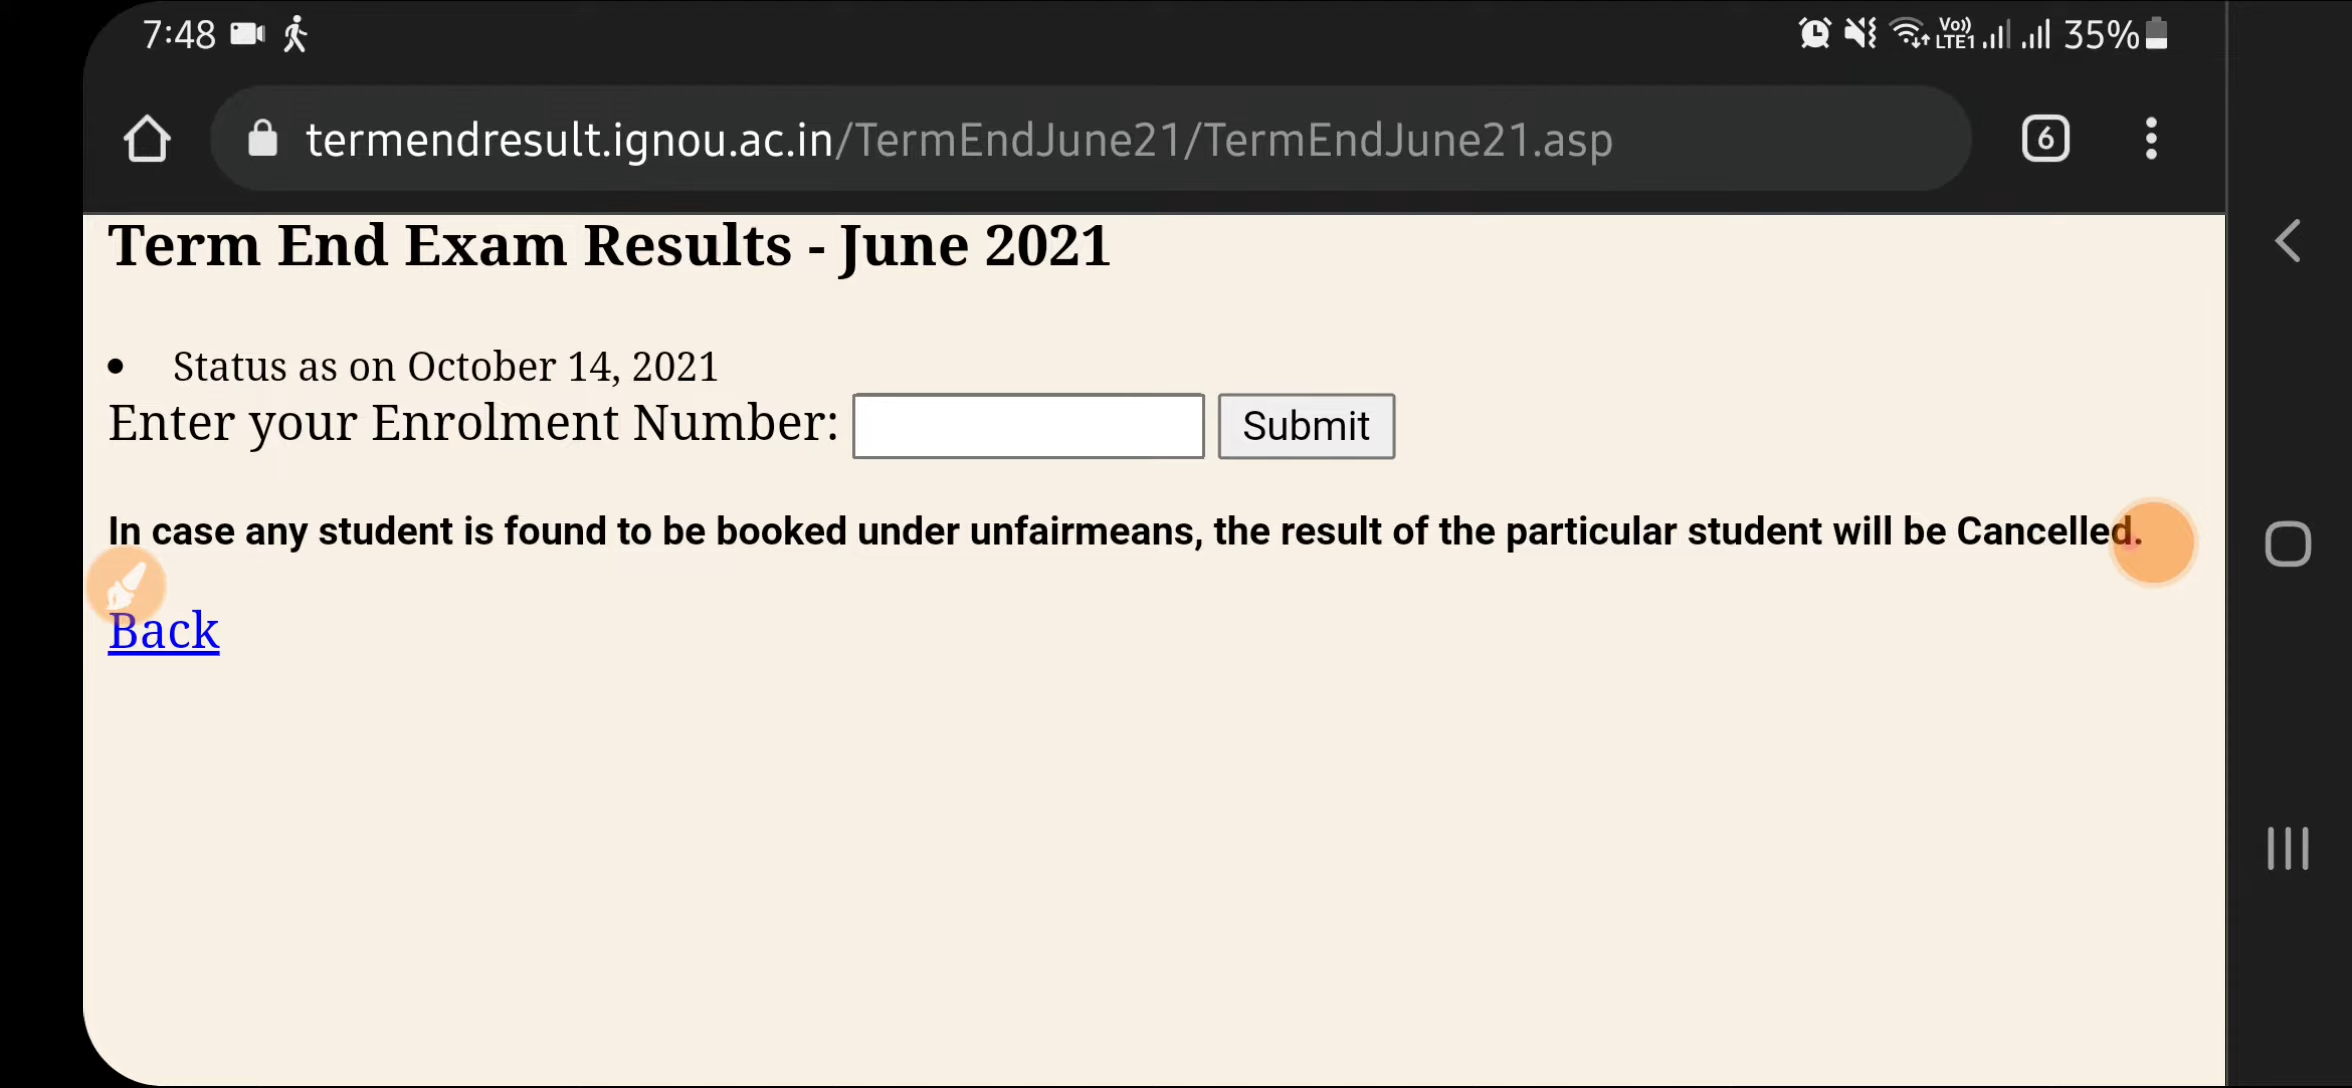 7:48 Vo)) LTE1 35%
termendresult.ignou.ac.in/TermEndJune21/TermEndJune21.asp 6
Term End Exam Results - June 2021
• Status as on October 14, 2021
Enter your Enrolment Number: Submit
In case any student is found to be booked under unfairmeans, the result of the particular student will be Cancelled.
Back